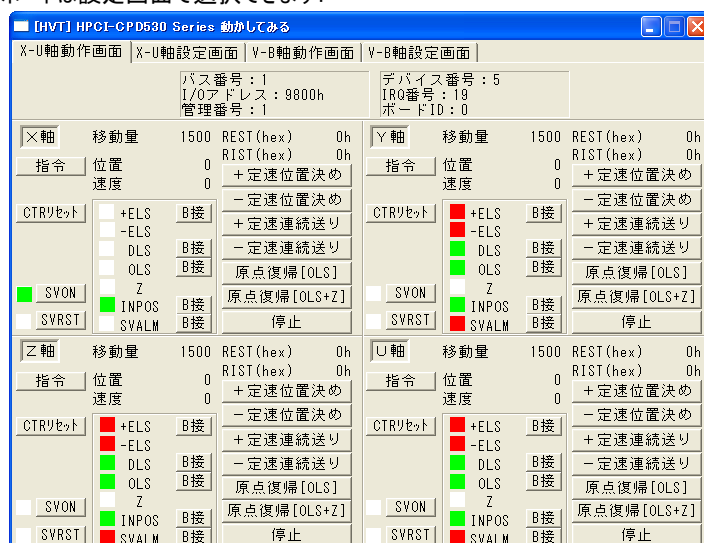 ボードは設定画面で選択できます.
[HVT] HPCI-CPD530 Series 動かしてみる
X-U軸動作画面 X-U軸設定画面 V-B軸動作画面 V-B軸設定画面
バス番号：1 デバイス番号：5
I/Oアドレス：9800h IRQ番号：19
管理番号：1 ボードID：0
X軸 移動量 1500 REST(hex) 0h
RIST(hex) 0h
指令 位置 0 +定速位置決め
速度 0
-定速位置決め
CTRリセット +ELS B接 +定速連続送り
-ELS
DLS B接 -定速連続送り
OLS B接 原点復帰[OLS]
Z
SVON INPOS B接 原点復帰[OLS+Z]
SVRST SVALM B接 停止
Y軸 移動量 1500 REST(hex) 0h
RIST(hex) 0h
指令 位置 0 +定速位置決め
速度 0
-定速位置決め
CTRリセット +ELS B接 +定速連続送り
-ELS
DLS B接 -定速連続送り
OLS B接 原点復帰[OLS]
Z
SVON INPOS B接 原点復帰[OLS+Z]
SVRST SVALM B接 停止
Z軸 移動量 1500 REST(hex) 0h
RIST(hex) 0h
指令 位置 0 +定速位置決め
速度 0
-定速位置決め
CTRリセット +ELS B接 +定速連続送り
-ELS
DLS B接 -定速連続送り
OLS B接 原点復帰[OLS]
Z
SVON INPOS B接 原点復帰[OLS+Z]
SVRST SVALM B接 停止
U軸 移動量 1500 REST(hex) 0h
RIST(hex) 0h
指令 位置 0 +定速位置決め
速度 0
-定速位置決め
CTRリセット +ELS B接 +定速連続送り
-ELS
DLS B接 -定速連続送り
OLS B接 原点復帰[OLS]
Z
SVON INPOS B接 原点復帰[OLS+Z]
SVRST SVALM B接 停止